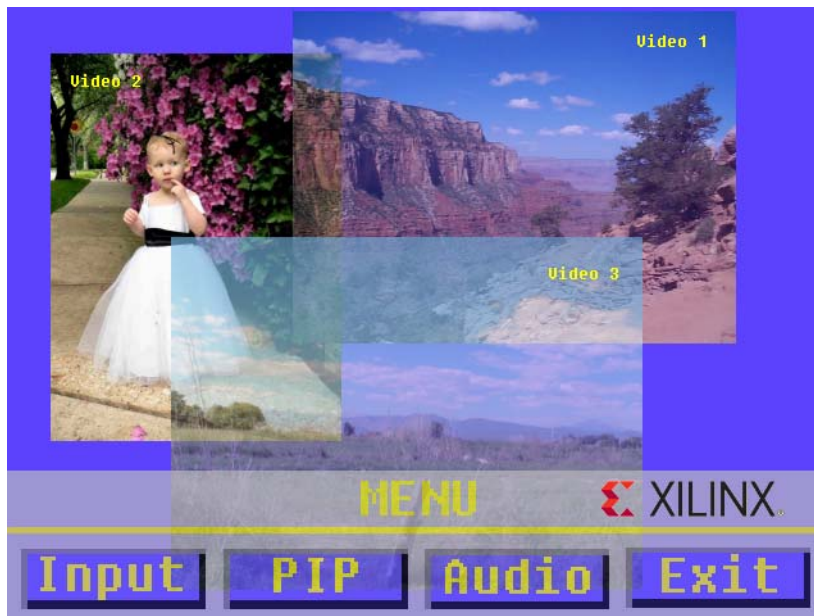 Video 1
Video 2
Video 3
MENU
XILINX.
Input PIP Audio Exit